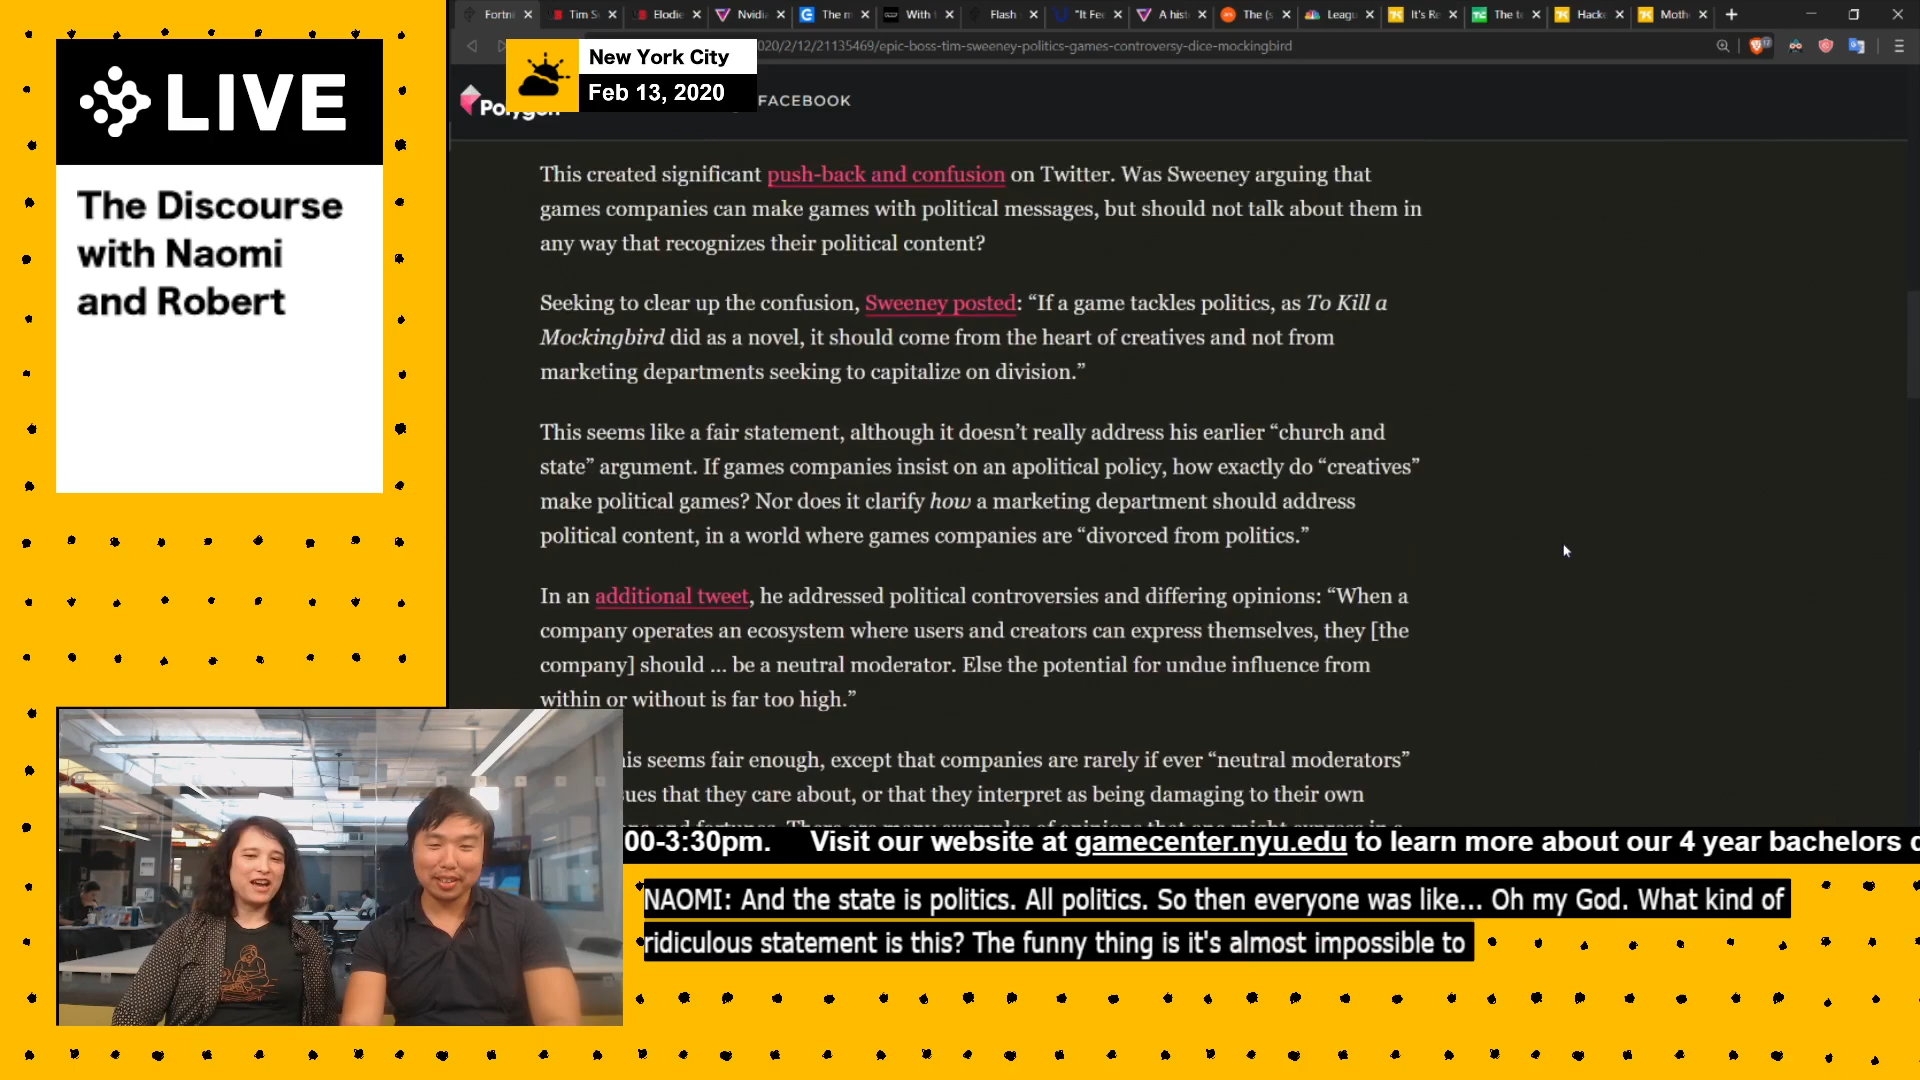 Fortni
Tim S
Elodie
Nvidia
The m
With
Flash
"It Fee
A hist
The (s
Leagu
It's Re
The t
Hacke
Moth
020/2/12/21135469/epic-boss-tim-sweeney-politics-games-controversy-dice-mockingbird
LIVE
New York City
Feb 13, 2020
Polygon
FACEBOOK
The Discourse
with Naomi
and Robert
This created significant push-back and confusion on Twitter. Was Sweeney arguing that
games companies can make games with political messages, but should not talk about them in
any way that recognizes their political content?
Seeking to clear up the confusion, Sweeney posted: “If a game tackles politics, as To Kill a
Mockingbird did as a novel, it should come from the heart of creatives and not from
marketing departments seeking to capitalize on division.”
This seems like a fair statement, although it doesn’t really address his earlier “church and
state” argument. If games companies insist on an apolitical policy, how exactly do “creatives”
make political games? Nor does it clarify how a marketing department should address
political content, in a world where games companies are “divorced from politics.”
In an additional tweet, he addressed political controversies and differing opinions: “When a
company operates an ecosystem where users and creators can express themselves, they [the
company] should ... be a neutral moderator. Else the potential for undue influence from
within or without is far too high.”
is seems fair enough, except that companies are rarely if ever “neutral moderators”
ues that they care about, or that they interpret as being damaging to their own
00-3:30pm. Visit our website at gamecenter.nyu.edu to learn more about our 4 year bachelors
NAOMI: And the state is politics. All politics. So then everyone was like... Oh my God. What kind of
ridiculous statement is this? The funny thing is it's almost impossible to